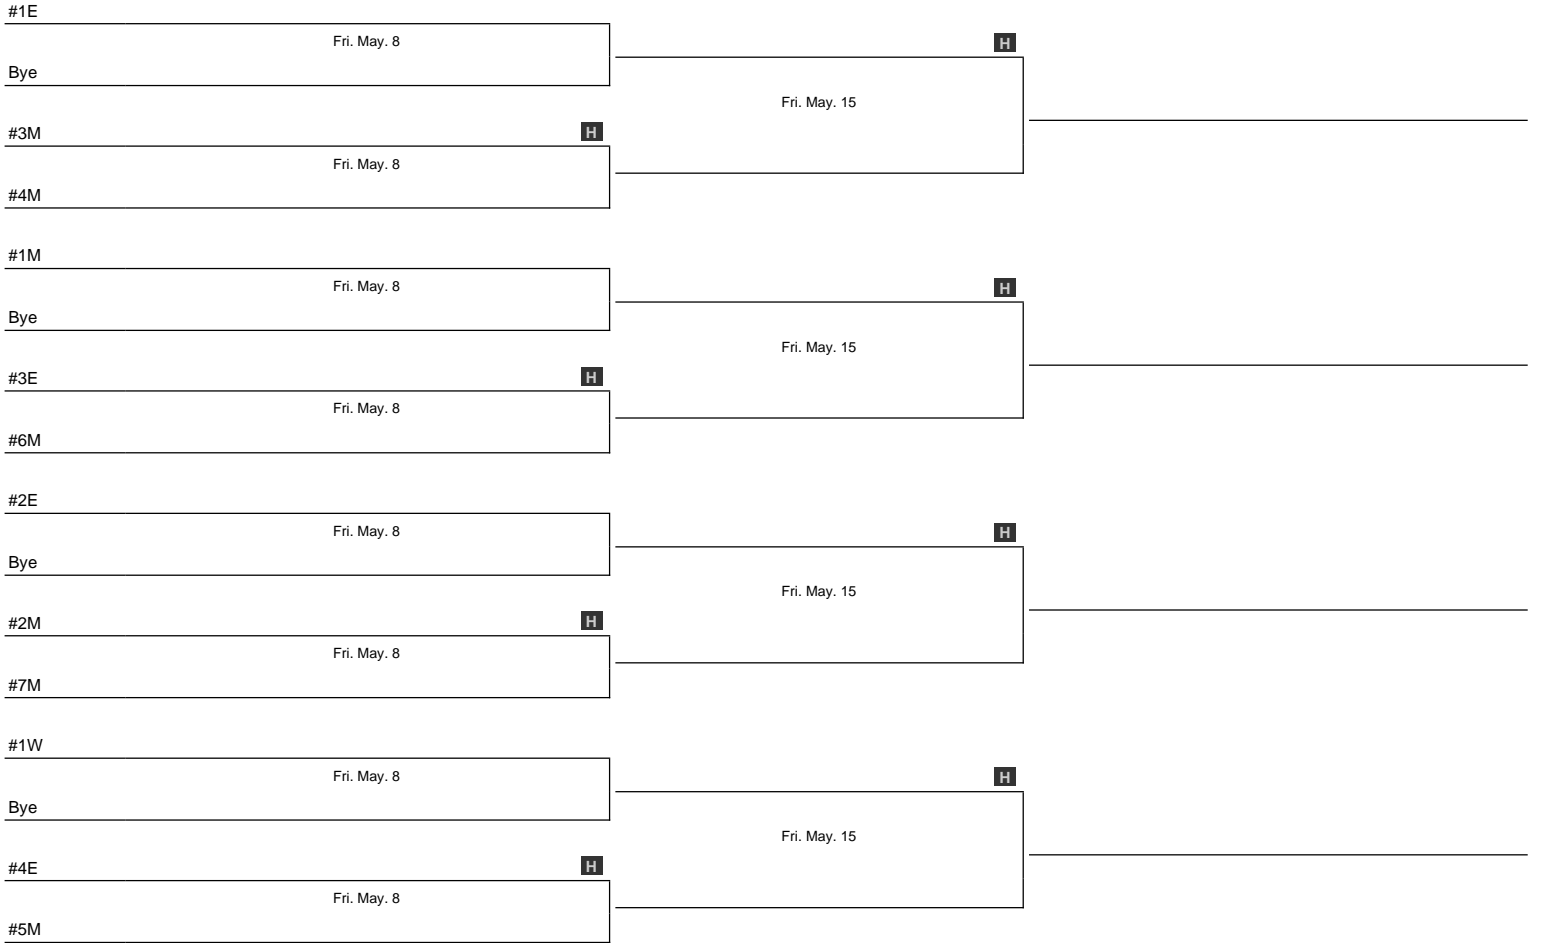 #1E
Fri. May. 8
H
Bye
Fri. May. 15
#3M H
Fri. May. 8
#4M
#1M
Fri. May. 8
H
Bye
Fri. May. 15
#3E H
Fri. May. 8
#6M
#2E
Fri. May. 8
H
Bye
Fri. May. 15
#2M H
Fri. May. 8
#7M
#1W
Fri. May. 8
H
Bye
Fri. May. 15
#4E H
Fri. May. 8
#5M